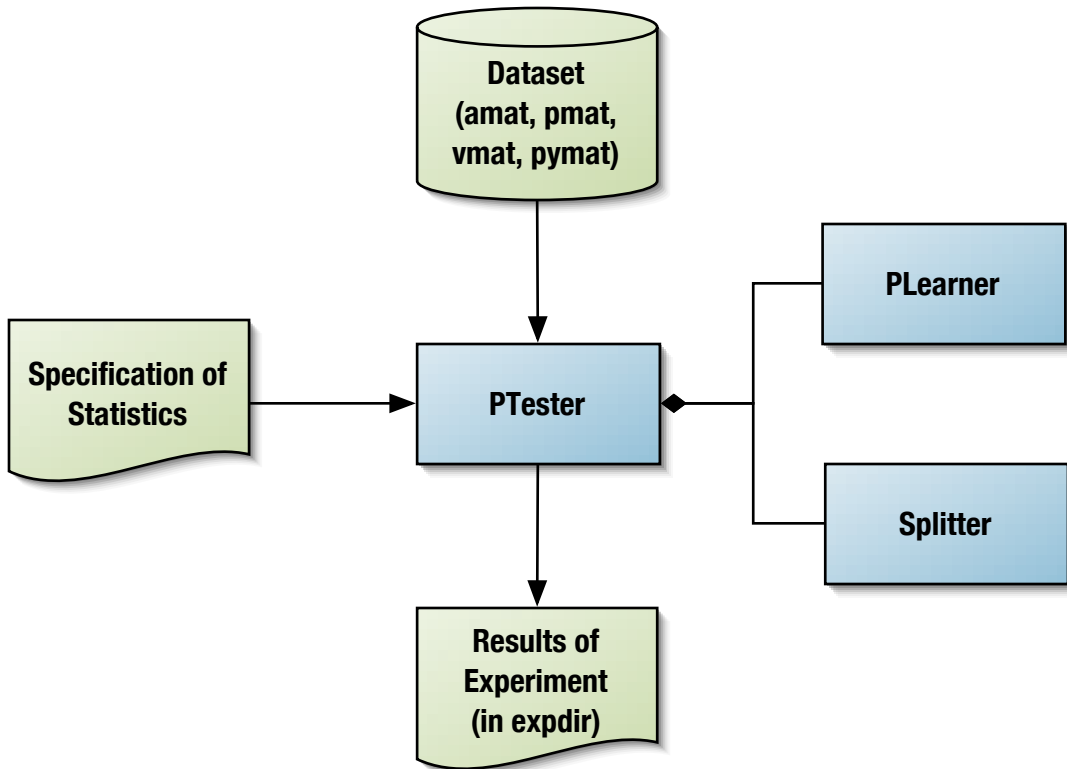 Dataset
(amat, pmat,
vmat, pymat)
PLearner
Specification of
Statistics
PTester
Splitter
Results of
Experiment
(in expdir)